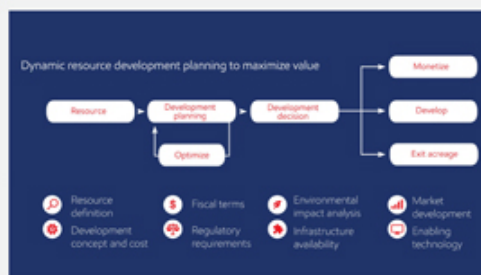 Dynamic resource development planning to maximize value
Monetize
Resource
Development
planning
Development
decision
Develop
Optimize
Exit acreage
Resource
definition
Fiscal terms
Environmental
impact analysis
Market
development
Development
concept and cost
Regulatory
requirements
Infrastructure
availability
Enabling
technology